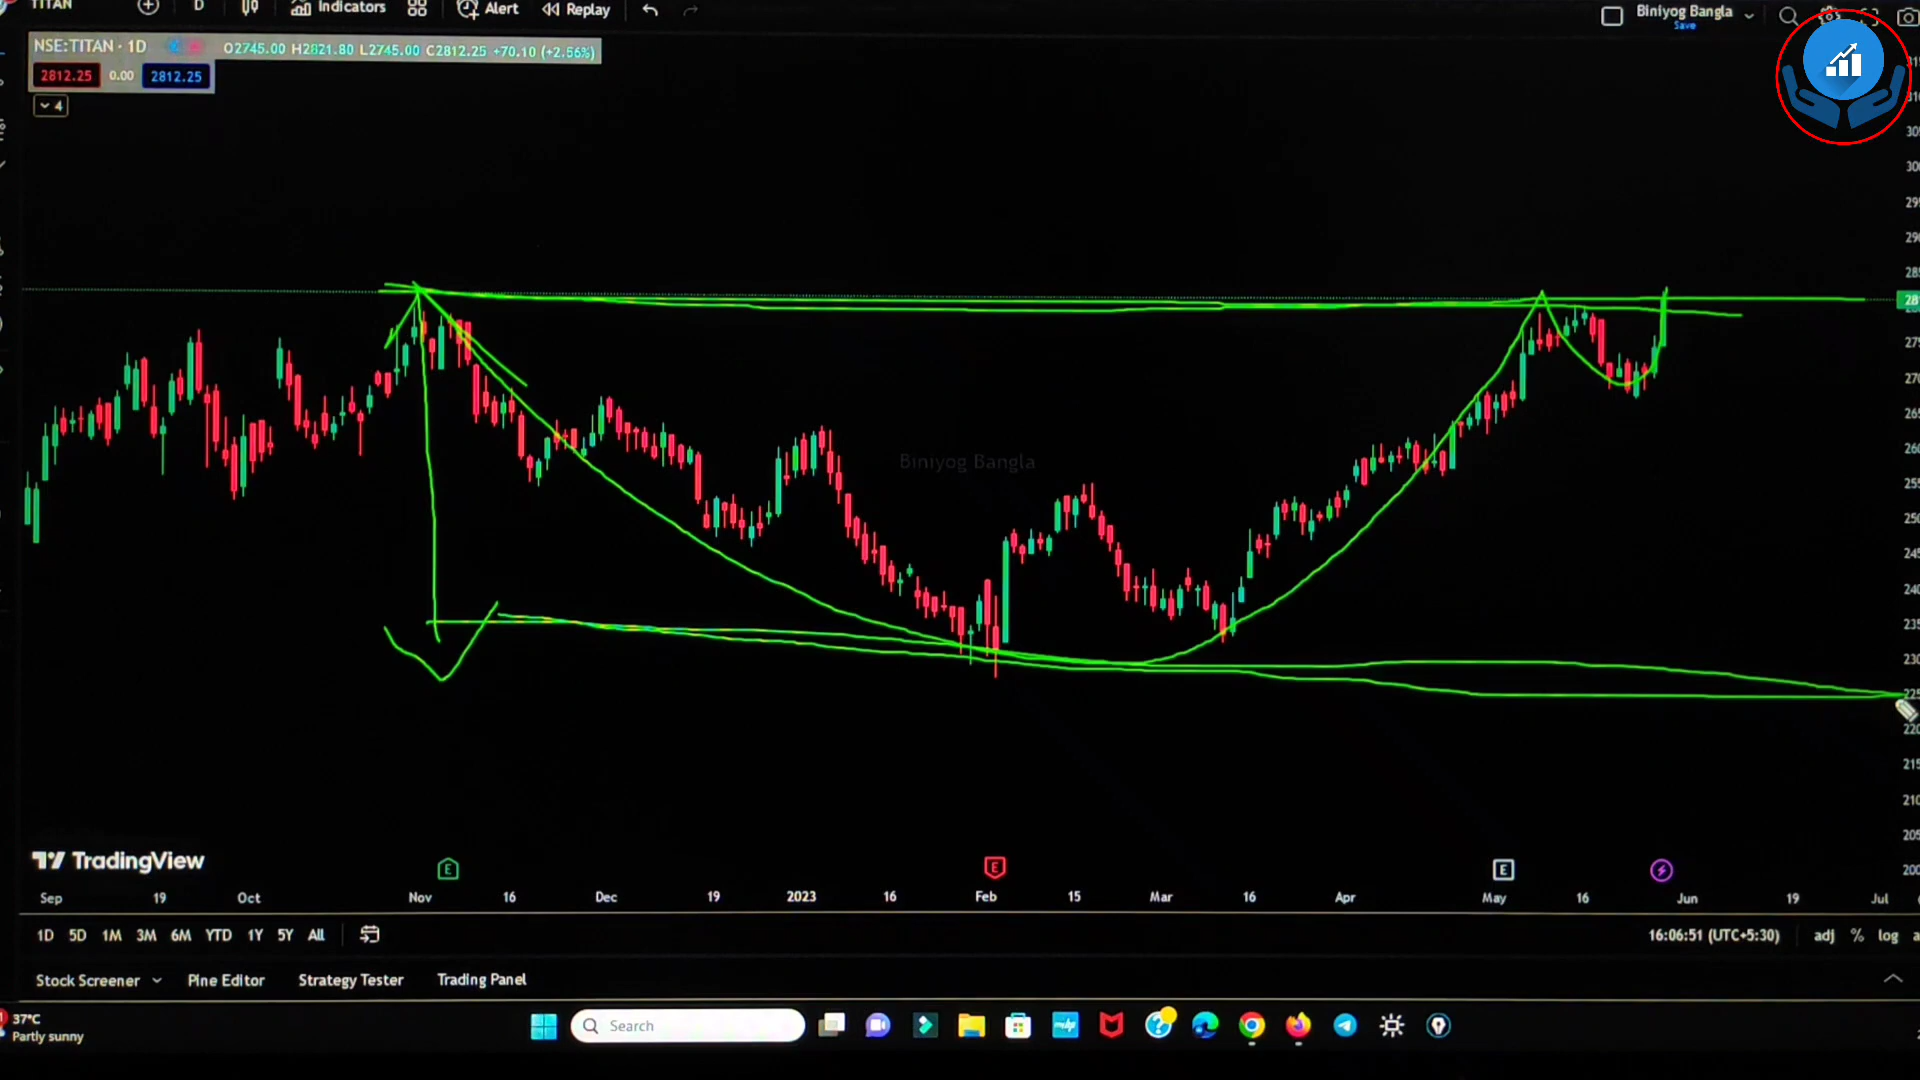 TITAN
D
Indicators
Alert
Replay
Biniyog Bangla
Save
NSE:TITAN · 1D
O2745.00 H2821.80 L2745.00 C2812.25 +70.10 (+2.56%)
2812.25 0.00 2812.25
4
Biniyog Bangla
TradingView
E E E
Sep 19 Oct Nov 16 Dec 19 2023 16 Feb 15 Mar 16 Apr May 16 Jun 19 Jul
1D 5D 1M 3M 6M YTD 1Y 5Y All
16:06:51 (UTC+5:30) adj % log
Stock Screener Pine Editor Strategy Tester Trading Panel
37°C
Partly sunny
Search